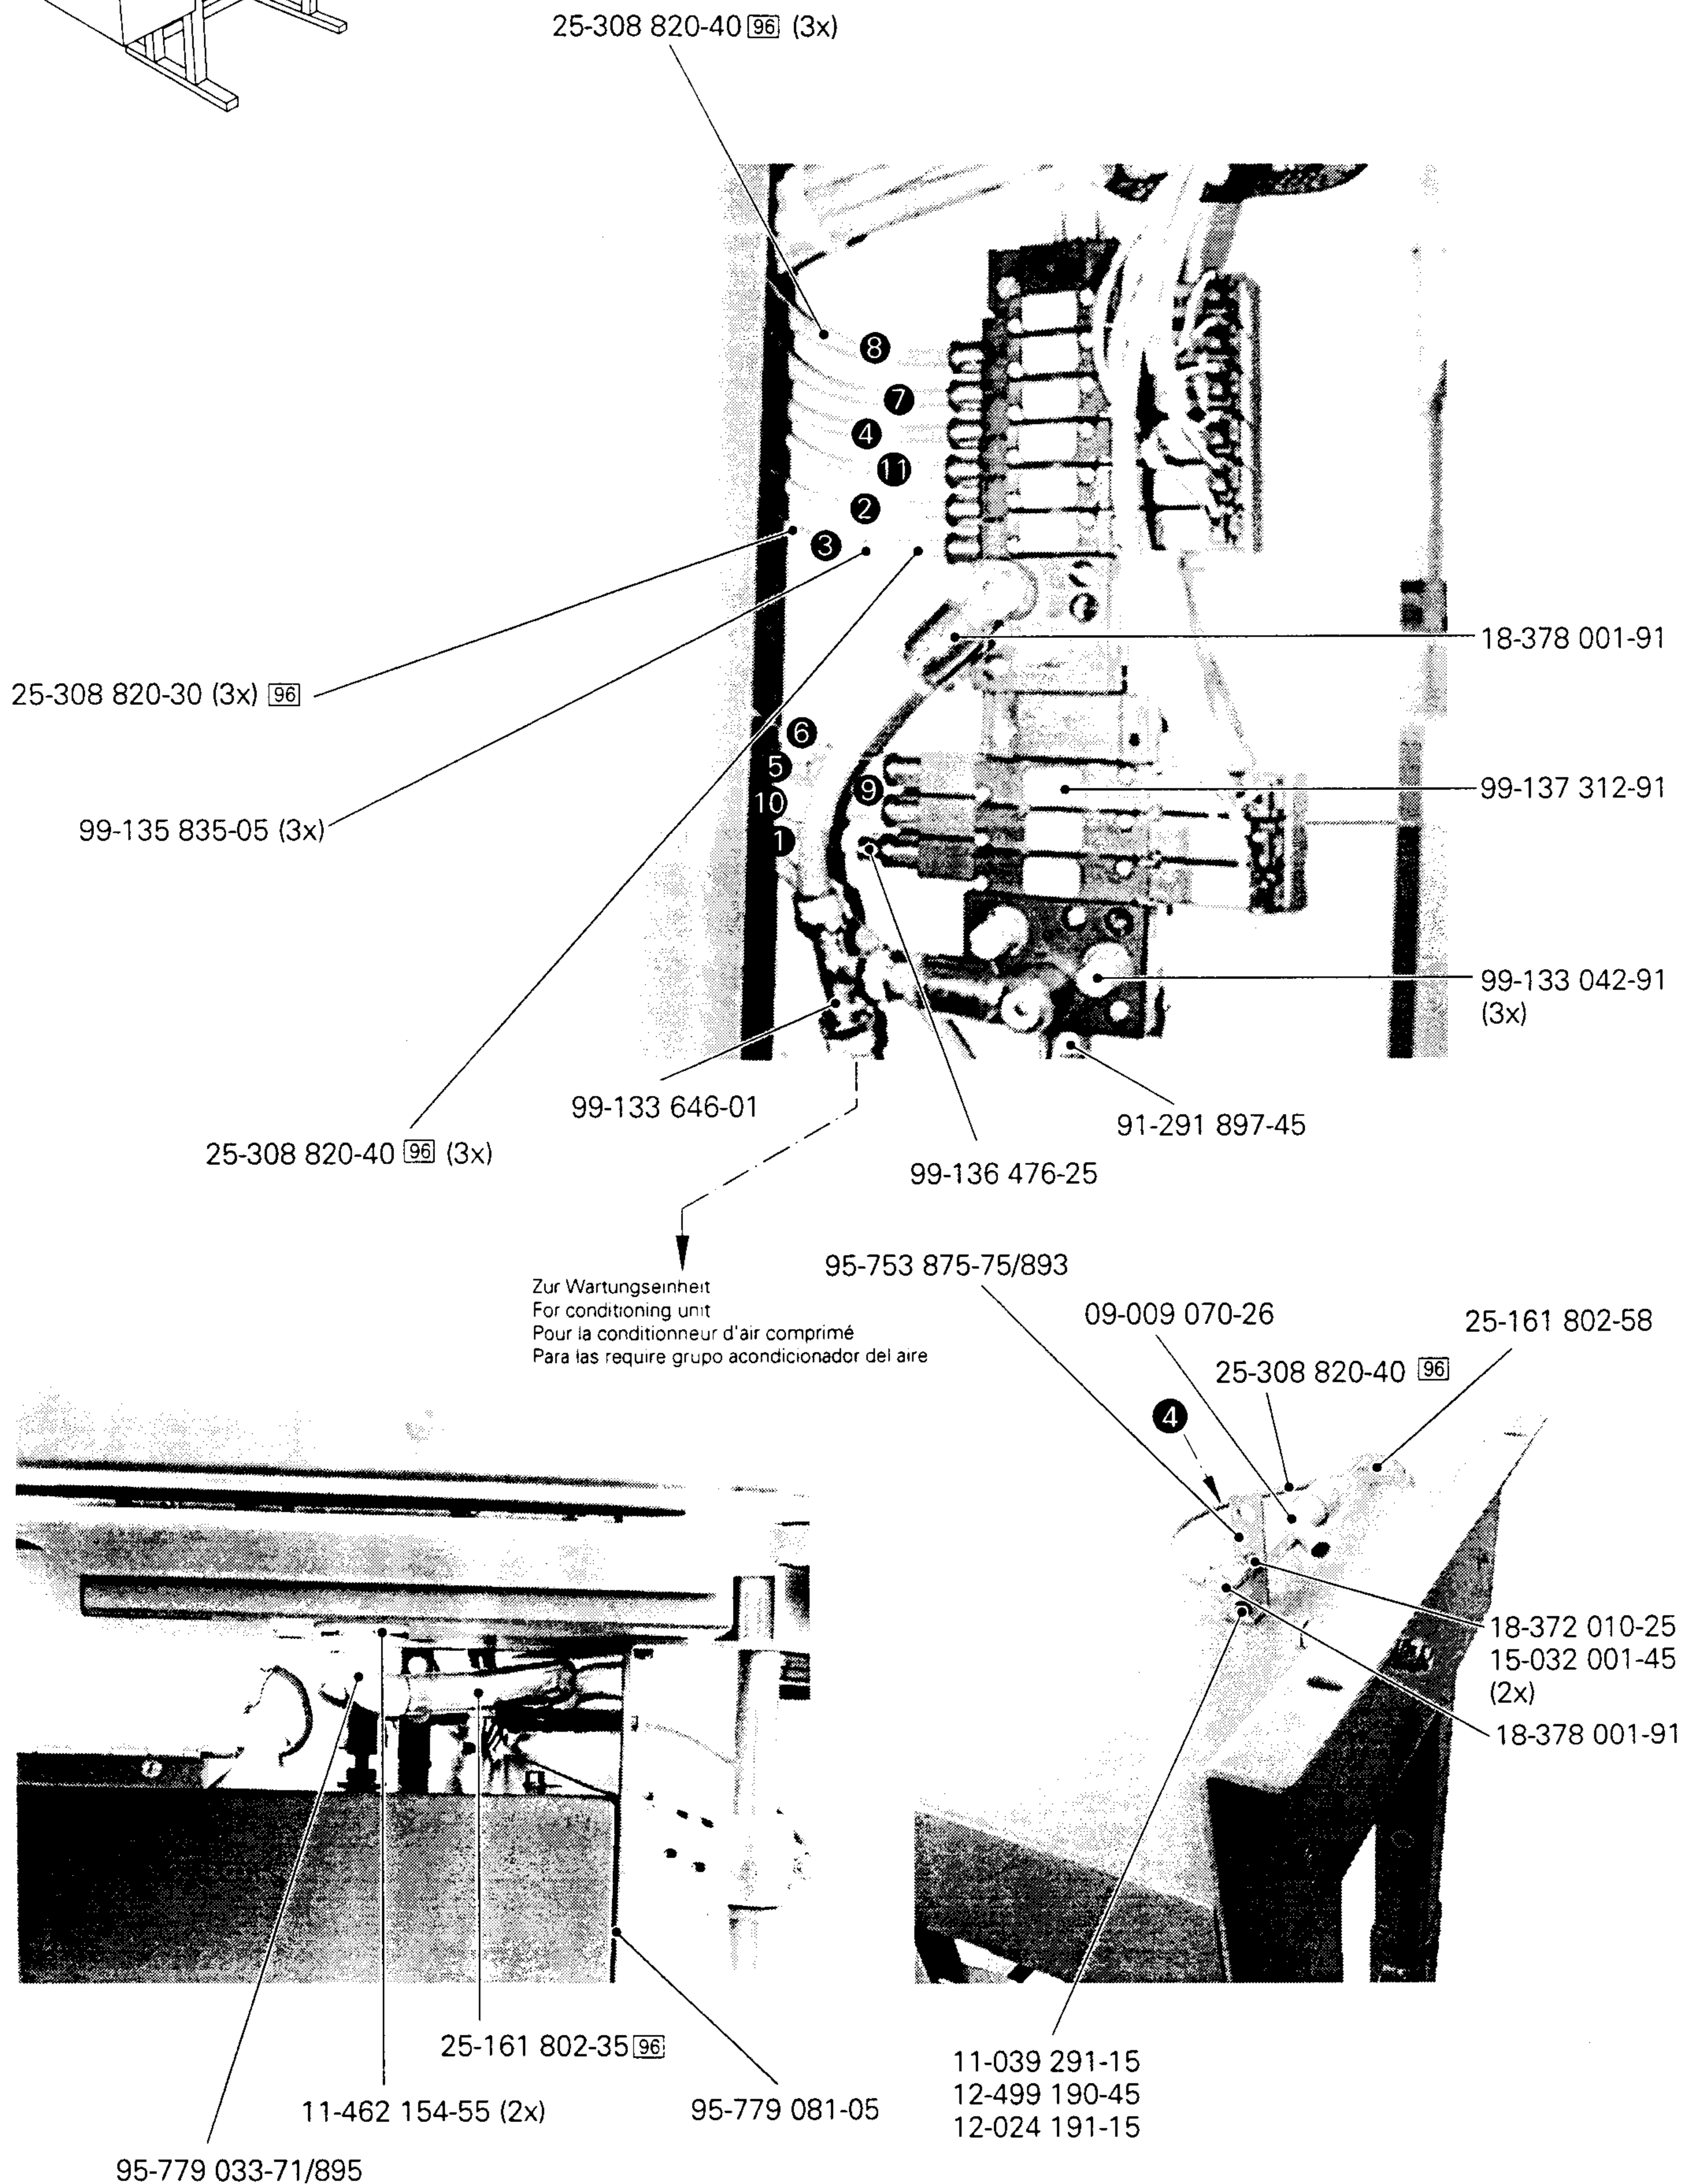 25-308 820-40 96 (3x)
8
7
4
11
2
3
18-378 001-91
25-308 820-30 (3x) 96
6
5
9
99-137 312-91
10
99-135 835-05 (3x)
1
99-133 042-91
(3x)
99-133 646-01
91-291 897-45
25-308 820-40 96 (3x)
99-136 476-25
Zur Wartungseinheit
For conditioning unit
Pour la conditionneur d'air comprimé
Para las require grupo acondicionador del aire
95-753 875-75/893
09-009 070-26
25-161 802-58
25-308 820-40 96
4
18-372 010-25
15-032 001-45
(2x)
18-378 001-91
25-161 802-35 96
11-462 154-55 (2x)
95-779 081-05
95-779 033-71/895
11-039 291-15
12-499 190-45
12-024 191-15